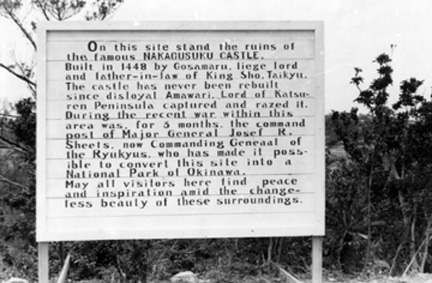 On this site stand the ruins of
the famous NAKAGUSUKU CASTLE.
Built in 1448 by Gosamaru, liege lord
and father-in-law of King Sho, Taikyu.
The castle has never been rebuilt
since disloyal Amawari, Lord of Katsu-
ren Peninsula captured and razed it.
During the recent war within this
area was, for 3 months, the command
post of Major General Josef R.
Sheets, now Commanding Geneaal of
the Ryukyus, who has made it poss-
ible to convert this site into a
National Park of Okinawa.
May all visitors here find peace
and inspiration amid the change-
less beauty of these surroundings.